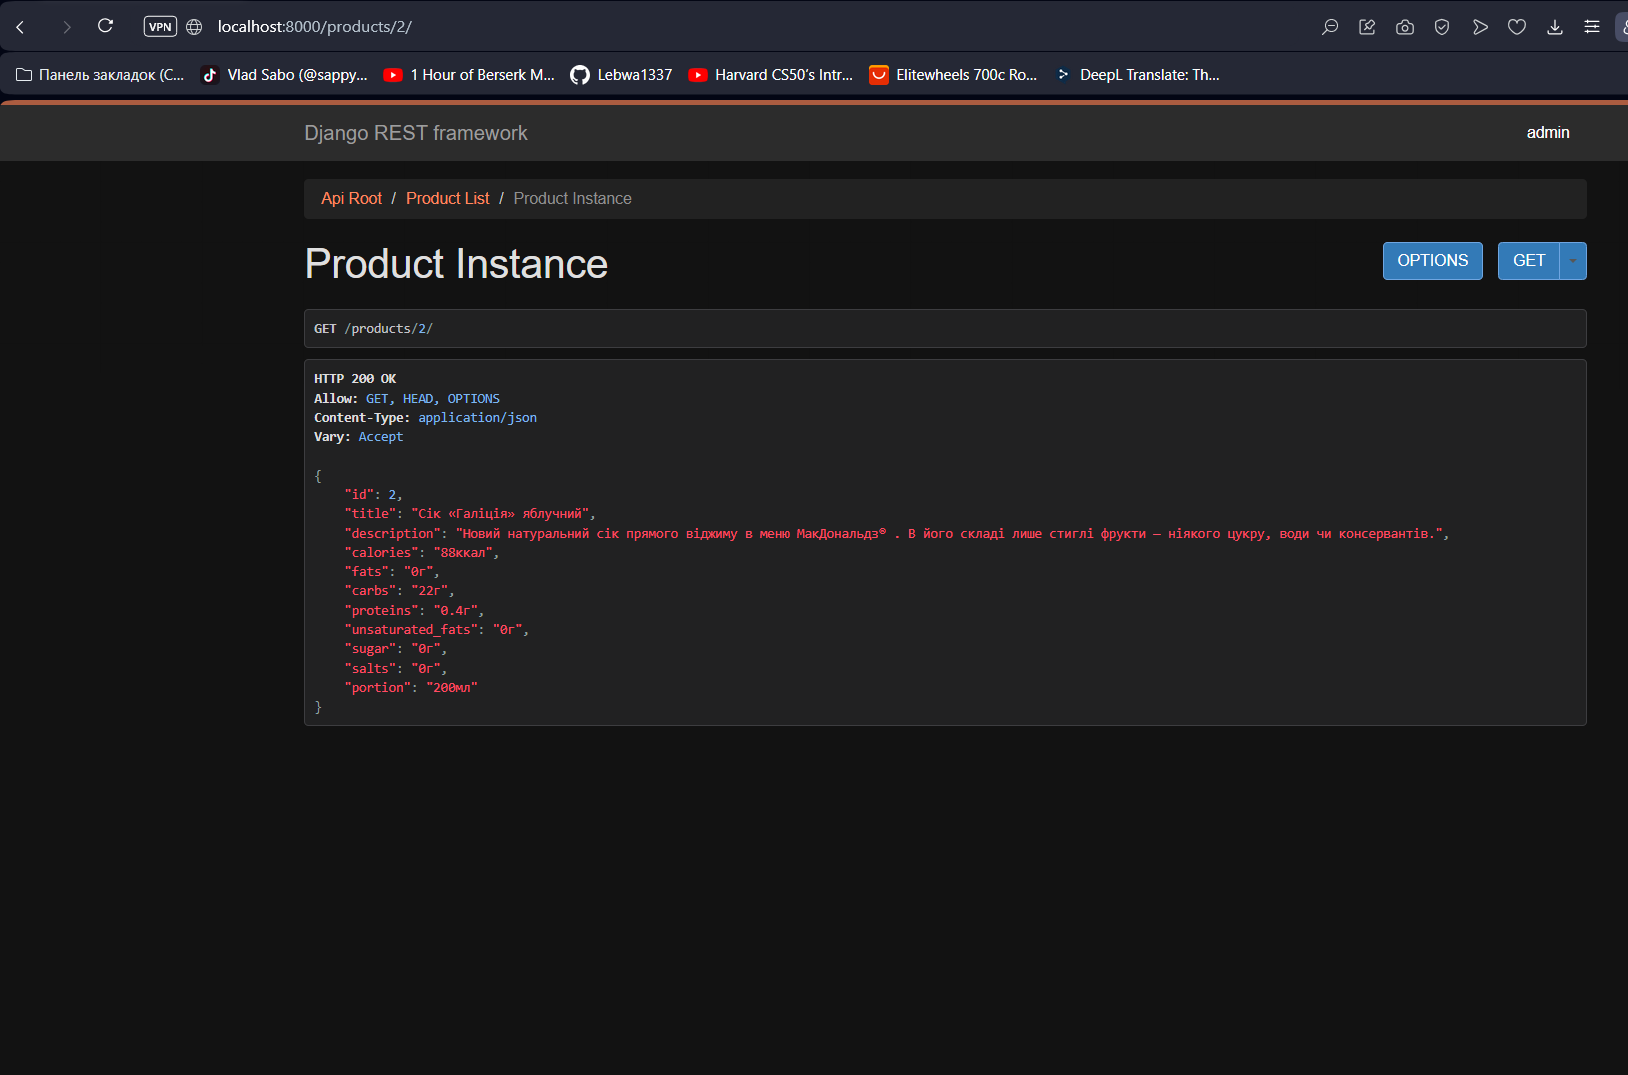 VPN localhost:8000/products/2/
Панель закладок (С... Vlad Sabo (@sappy... 1 Hour of Berserk M... Lebwa1337 Harvard CS50's Intr... Elitewheels 700c Ro... DeepL Translate: Th...
Django REST framework admin
Api Root / Product List / Product Instance
Product Instance OPTIONS GET
GET /products/2/
HTTP 200 OK
Allow: GET, HEAD, OPTIONS
Content-Type: application/json
Vary: Accept
{
"id": 2,
"title": "Сік «Галіція» яблучний",
"description": "Новий натуральний сік прямого віджиму в меню МакДональдз® . В його складі лише стиглі фрукти – ніякого цукру, води чи консервантів.",
"calories": "88ккал",
"fats": "0г",
"carbs": "22г",
"proteins": "0.4г",
"unsaturated_fats": "0г",
"sugar": "0г",
"salts": "0г",
"portion": "200мл"
}